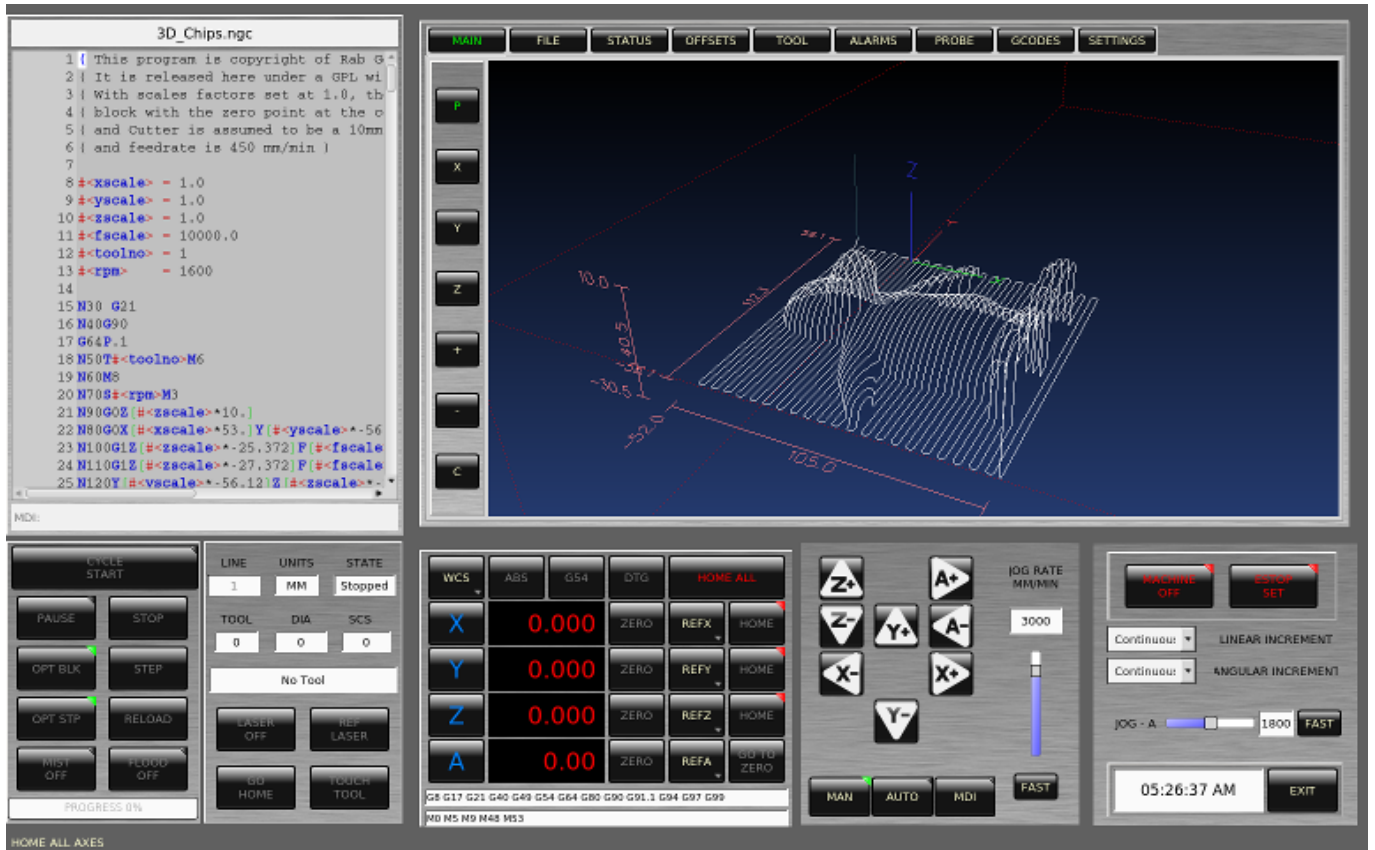 3D_Chips.ngc
1 ( This program is copyright of Rab G
2 ( It is released here under a GPL wi
3 ( With scales factors set at 1.0, th
4 ( block with the zero point at the c
5 ( and Cutter is assumed to be a 10mm
6 ( and feedrate is 450 mm/min )
7
8 #<xscale> = 1.0
9 #<yscale> = 1.0
10 #<zscale> = 1.0
11 #<fscale> = 10000.0
12 #<toolno> = 1
13 #<rpm> = 1600
14
15 N30 G21
16 N40G90
17 G64P.1
18 N50T#<toolno>M6
19 N60M8
20 N70S#<rpm>M3
21 N90G0Z[#<zscale>*10.]
22 N80G0X[#<xscale>*53.]Y[#<yscale>*-56
23 N100G1Z[#<zscale>*-25.372]F[#<fscale
24 N110G1Z[#<zscale>*-27.372]F[#<fscale
25 N120Y[#<yscale>*-56.12]Z[#<zscale>*-
MDI:
MAIN FILE STATUS OFFSETS TOOL ALARMS PROBE GCODES SETTINGS
P
X
Y
Z
+
-
C
Z
10.0
40.5
-30.5
-52.0
105.0
CYCLE
START
PAUSE STOP
OPT BLK STEP
OPT STP RELOAD
MIST
OFF
FLOOD
OFF
PROGRESS 0%
LINE UNITS STATE
1 MM Stopped
TOOL DIA SCS
0 0 0
No Tool
LASER
OFF
REF
LASER
GO
HOME
TOUCH
TOOL
WCS ABS G54 DTG HOME ALL
X 0.000 ZERO REFX HOME
Y 0.000 ZERO REFY HOME
Z 0.000 ZERO REFZ HOME
A 0.00 ZERO REFA GO TO
ZERO
G8 G17 G21 G40 G49 G54 G64 G80 G90 G91.1 G94 G97 G99
M0 M5 M9 M48 M53
Z+ A+
Z- Y+ A-
X- X+
Y-
JOG RATE
MM/MIN
3000
FAST
MAN AUTO MDI
MACHINE
OFF
ESTOP
SET
Continuou: LINEAR INCREMENT
Continuou: ANGULAR INCREMENT
JOG - A 1800 FAST
05:26:37 AM EXIT
HOME ALL AXES